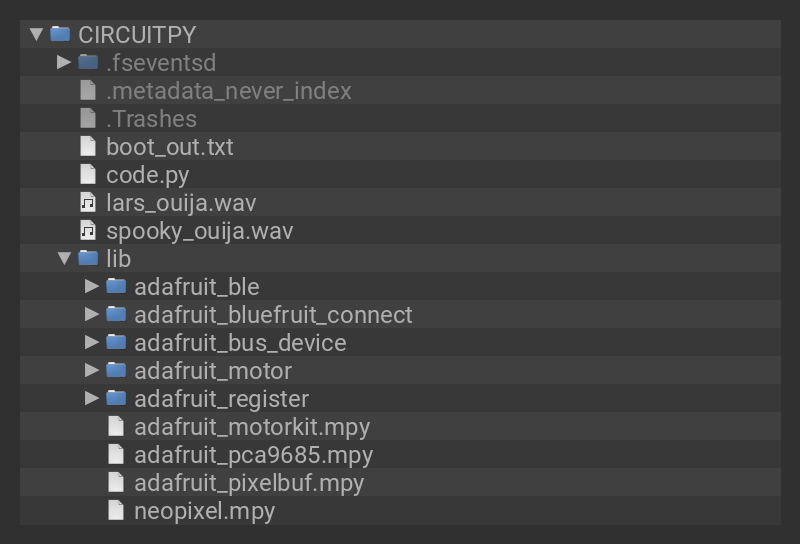 CIRCUITPY
.fseventsd
.metadata_never_index
.Trashes
boot_out.txt
code.py
lars_ouija.wav
spooky_ouija.wav
lib
adafruit_ble
adafruit_bluefruit_connect
adafruit_bus_device
adafruit_motor
adafruit_register
adafruit_motorkit.mpy
adafruit_pca9685.mpy
adafruit_pixelbuf.mpy
neopixel.mpy